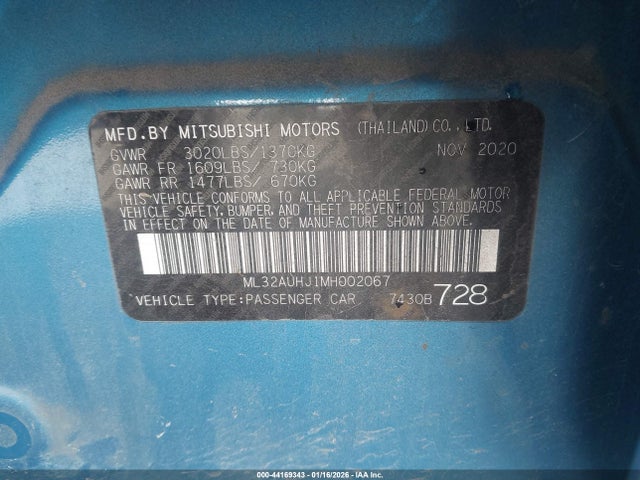 MFD.BY MITSUBISHI MOTORS (THAILAND) CO.,LTD.
GVWR 3020LBS/1370KG NOV 2020
GAWR FR 1609LBS/ 730KG
GAWR RR 1477LBS/ 670KG
THIS VEHICLE CONFORMS TO ALL APPLICABLE FEDERAL MOTOR
VEHICLE SAFETY, BUMPER, AND THEFT PREVENTION STANDARDS
IN EFFECT ON THE DATE OF MANUFACTURE SHOWN ABOVE.
ML32AUHJ1MH002067
VEHICLE TYPE:PASSENGER CAR 7430B 728
000-44169343 - 01/16/2026 - IAAI.COM